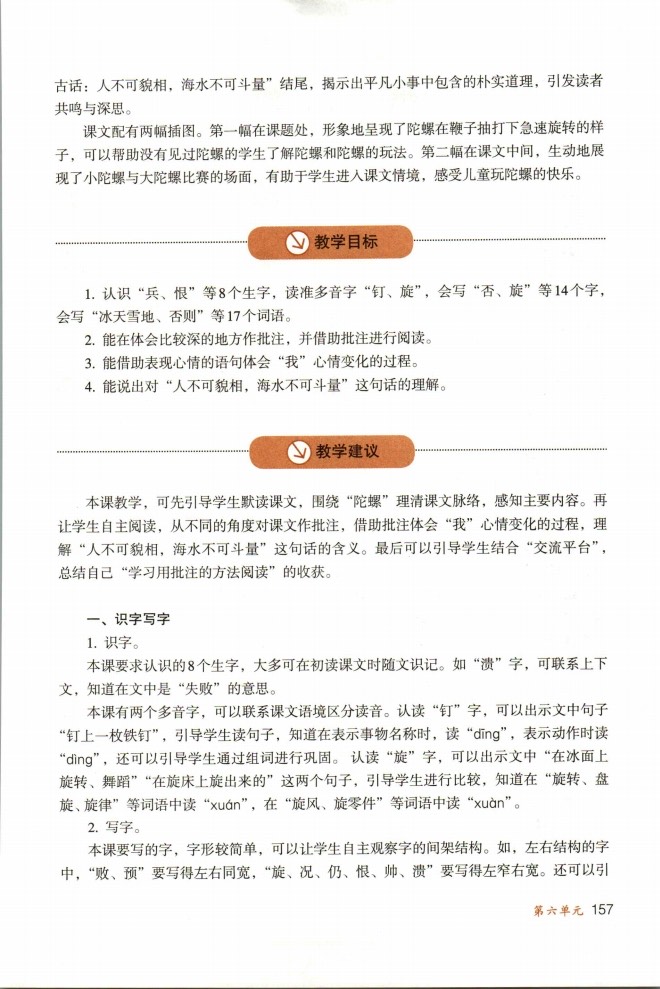 古话：人不可貌相，海水不可斗量”结尾，揭示出平凡小事中包含的朴实道理，引发读者
共鸣与深思。
课文配有两幅插图。第一幅在课题处，形象地呈现了陀螺在鞭子抽打下急速旋转的样
子，可以帮助没有见过陀螺的学生了解陀螺和陀螺的玩法。第二幅在课文中间，生动地展
现了小陀螺与大陀螺比赛的场面，有助于学生进入课文情境，感受儿童玩陀螺的快乐。
教学目标
1. 认识“兵、恨”等8个生字，读准多音字“钉、旋”，会写“否、旋”等14个字，
会写“冰天雪地、否则”等17个词语。
2. 能在体会比较深的地方作批注，并借助批注进行阅读。
3. 能借助表现心情的语句体会“我”心情变化的过程。
4. 能说出对“人不可貌相，海水不可斗量”这句话的理解。
教学建议
本课教学，可先引导学生默读课文，围绕“陀螺”理清课文脉络，感知主要内容。再
让学生自主阅读，从不同的角度对课文作批注，借助批注体会“我”心情变化的过程，理
解“人不可貌相，海水不可斗量”这句话的含义。最后可以引导学生结合“交流平台”，
总结自己“学习用批注的方法阅读”的收获。
一、识字写字
1. 识字。
本课要求认识的8个生字，大多可在初读课文时随文识记。如“溃”字，可联系上下
文，知道在文中是“失败”的意思。
本课有两个多音字，可以联系课文语境区分读音。认读“钉”字，可以出示文中句子
“钉上一枚铁钉”，引导学生读句子，知道在表示事物名称时，读“dīng”，表示动作时读
“dìng”，还可以引导学生通过组词进行巩固。 认读“旋”字，可以出示文中“在冰面上
旋转、舞蹈”“在旋床上旋出来的”这两个句子，引导学生进行比较，知道在“旋转、盘
旋、旋律”等词语中读“xuán”，在“旋风、旋零件”等词语中读“xuàn”。
2. 写字。
本课要写的字，字形较简单，可以让学生自主观察字的间架结构。如，左右结构的字
中，“败、预”要写得左右同宽，“旋、况、仍、恨、帅、溃”要写得左窄右宽。还可以引
第六单元 157